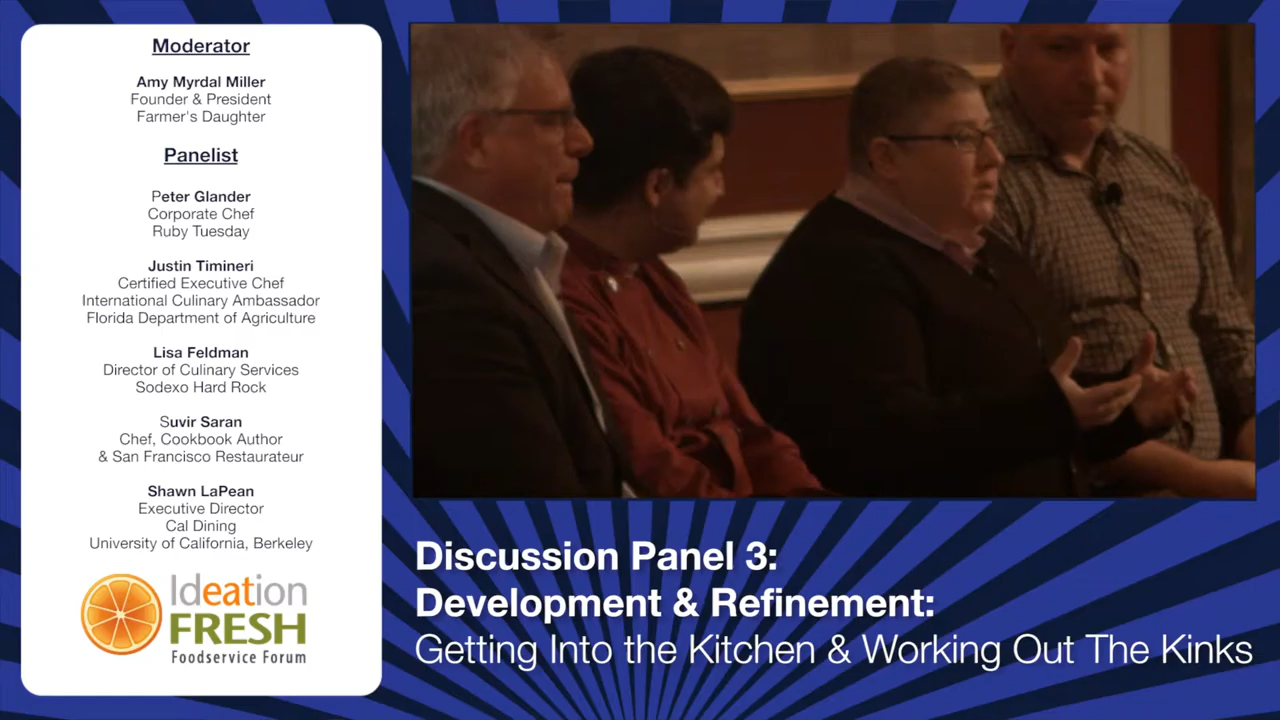 Moderator
Amy Myrdal Miller
Founder & President
Farmer's Daughter
Panelist
Peter Glander
Corporate Chef
Ruby Tuesday
Justin Timineri
Certified Executive Chef
International Culinary Ambassador
Florida Department of Agriculture
Lisa Feldman
Director of Culinary Services
Sodexo Hard Rock
Suvir Saran
Chef, Cookbook Author
& San Francisco Restaurateur
Shawn LaPean
Executive Director
Cal Dining
University of California, Berkeley
Ideation
FRESH
Foodservice Forum
Discussion Panel 3:
Development & Refinement:
Getting Into the Kitchen & Working Out The Kinks